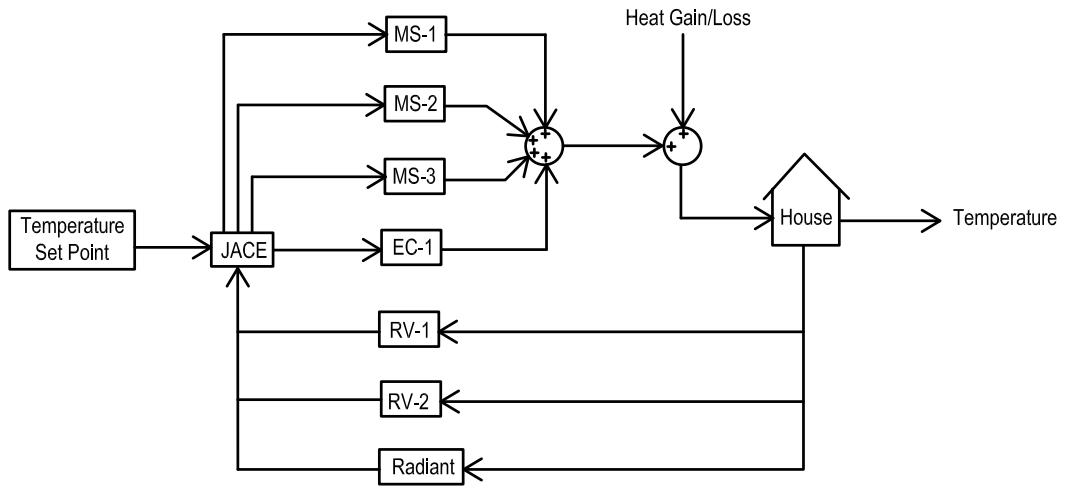 Heat Gain/Loss
MS-1
MS-2
+ +
+ +
+ +
MS-3
Temperature
Set Point
JACE
EC-1
House
Temperature
RV-1
RV-2
Radiant